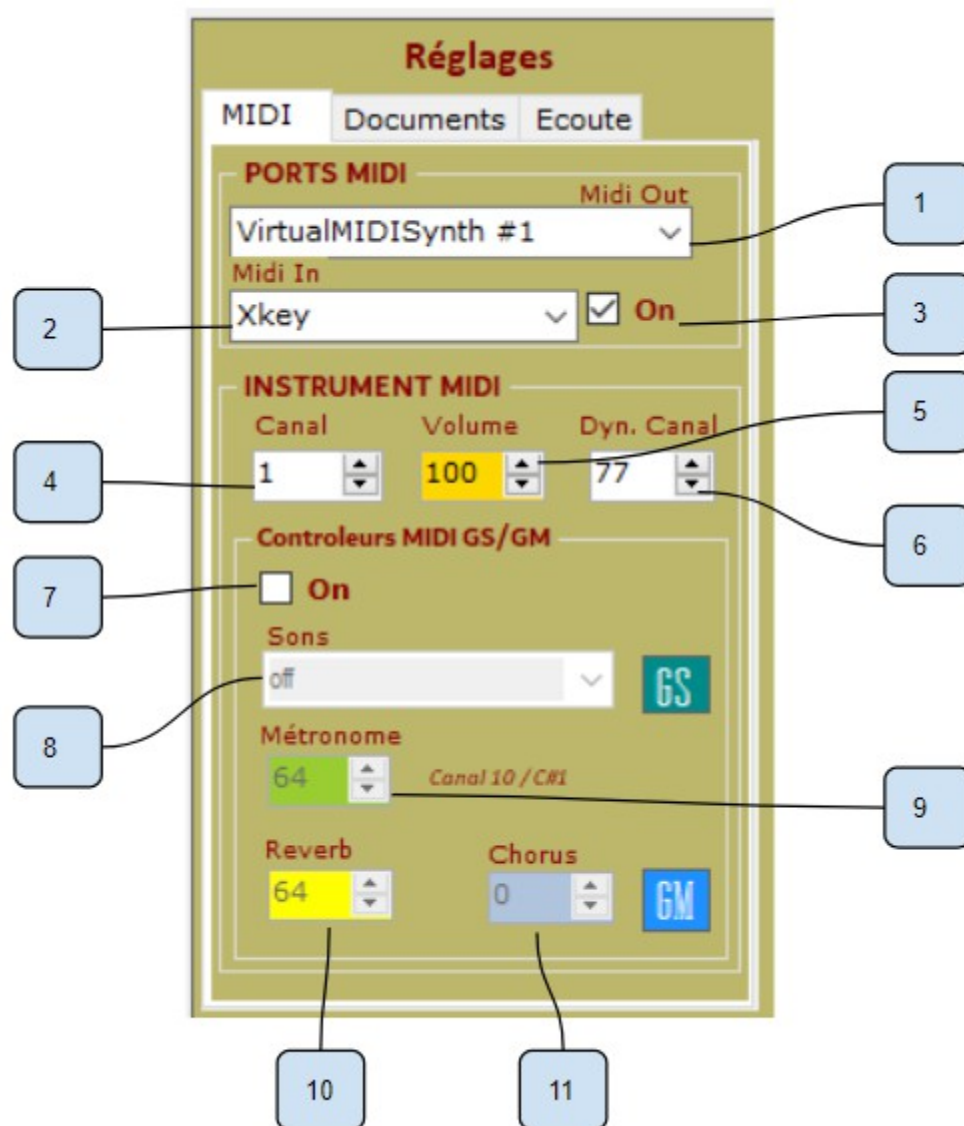 Réglages
MIDI Documents Ecoute
PORTS MIDI
Midi Out
1
VirtualMIDISynth #1
Midi In
2
Xkey
On
3
INSTRUMENT MIDI
Canal Volume Dyn. Canal
5
4
1 100 77
6
Controleurs MIDI GS/GM
7
On
Sons
off
GS
8
Métronome
64
Canal 10 / C#1
9
Reverb Chorus
64 0
GM
10 11